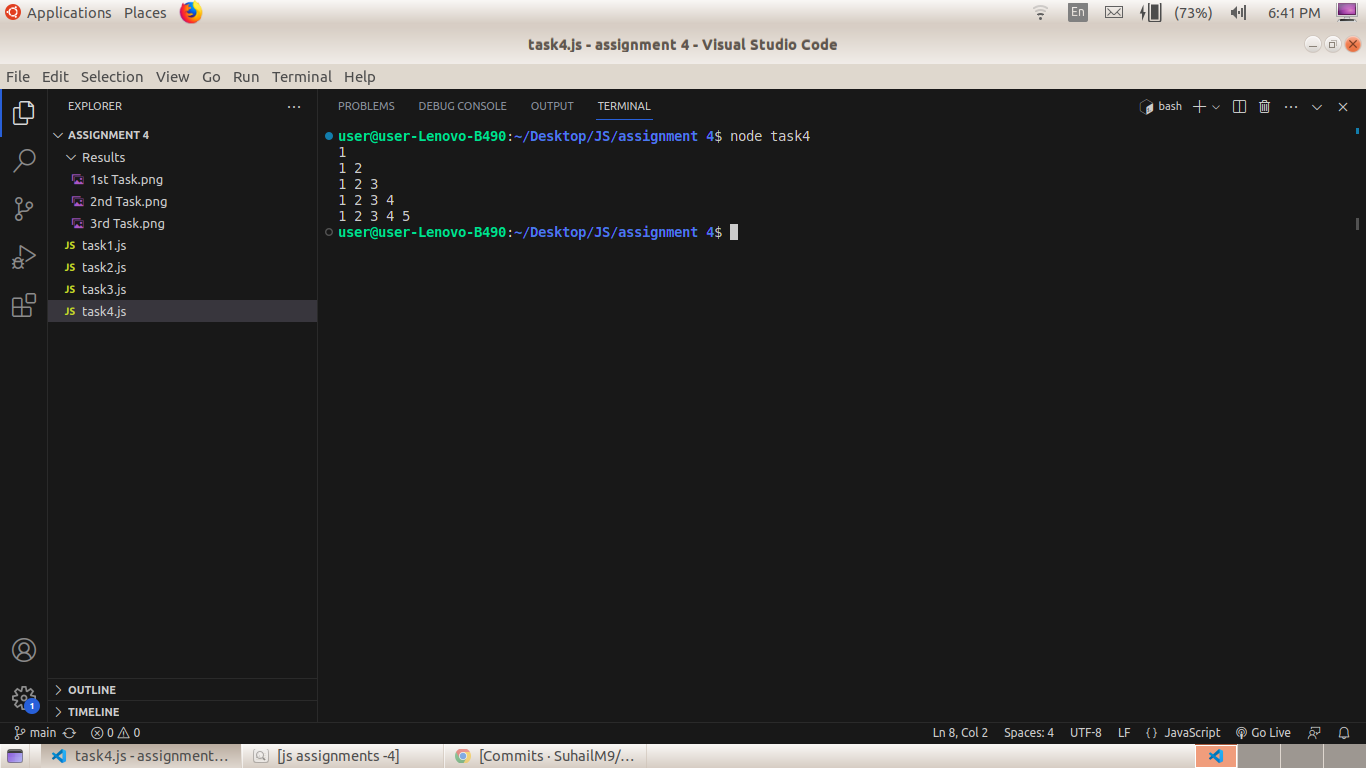 Applications Places En (73%) 6:41 PM
task4.js - assignment 4 - Visual Studio Code
File Edit Selection View Go Run Terminal Help
EXPLORER ···
ASSIGNMENT 4
Results
1st Task.png
2nd Task.png
3rd Task.png
JS task1.js
JS task2.js
JS task3.js
JS task4.js
OUTLINE
TIMELINE
PROBLEMS DEBUG CONSOLE OUTPUT TERMINAL bash
user@user-Lenovo-B490:~/Desktop/JS/assignment 4$ node task4
1
1 2
1 2 3
1 2 3 4
1 2 3 4 5
user@user-Lenovo-B490:~/Desktop/JS/assignment 4$
1
main 0 0 Ln 8, Col 2 Spaces: 4 UTF-8 LF { } JavaScript Go Live
task4.js - assignment... [js assignments -4] [Commits · SuhailM9/...